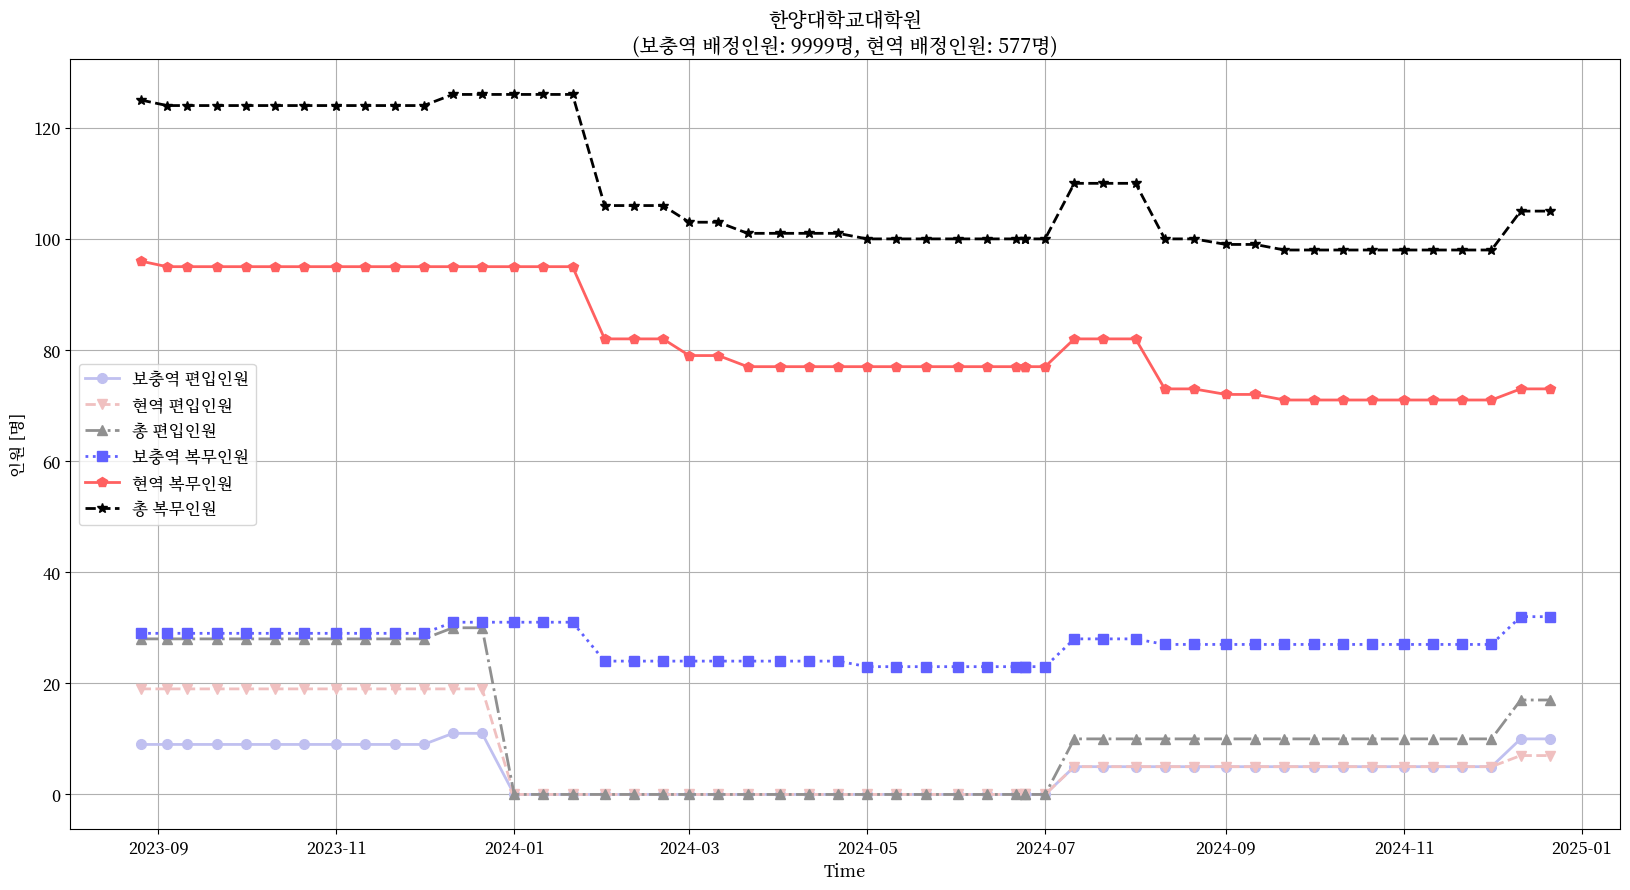 한양대학교대학원
(보충역 배정인원: 9999명, 현역 배정인원: 577명)
120
100
80
60
40
20
0
인원 [명]
보충역 편입인원
현역 편입인원
총 편입인원
보충역 복무인원
현역 복무인원
총 복무인원
2023-09
2023-11
2024-01
2024-03
2024-05
2024-07
2024-09
2024-11
2025-01
Time